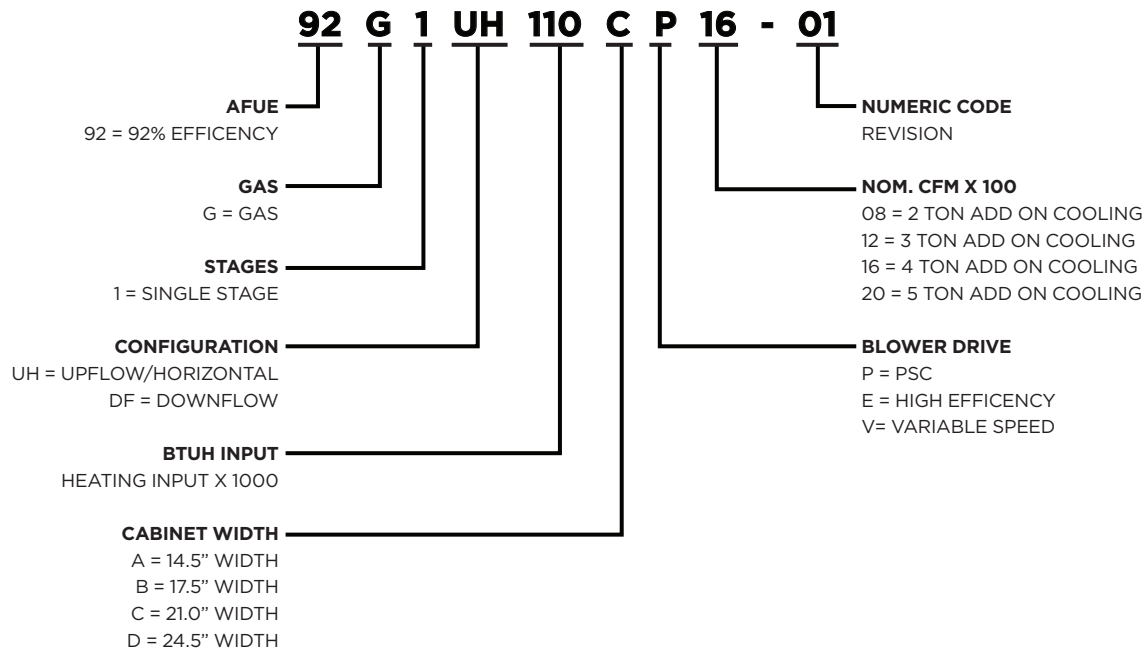 92 G 1 UH 110 C P 16 - 01
AFUE
92 = 92% EFFICENCY
GAS
G = GAS
STAGES
1 = SINGLE STAGE
CONFIGURATION
UH = UPFLOW/HORIZONTAL
DF = DOWNFLOW
BTUH INPUT
HEATING INPUT X 1000
CABINET WIDTH
A = 14.5” WIDTH
B = 17.5” WIDTH
C = 21.0” WIDTH
D = 24.5” WIDTH
NUMERIC CODE
REVISION
NOM. CFM X 100
08 = 2 TON ADD ON COOLING
12 = 3 TON ADD ON COOLING
16 = 4 TON ADD ON COOLING
20 = 5 TON ADD ON COOLING
BLOWER DRIVE
P = PSC
E = HIGH EFFICENCY
V= VARIABLE SPEED